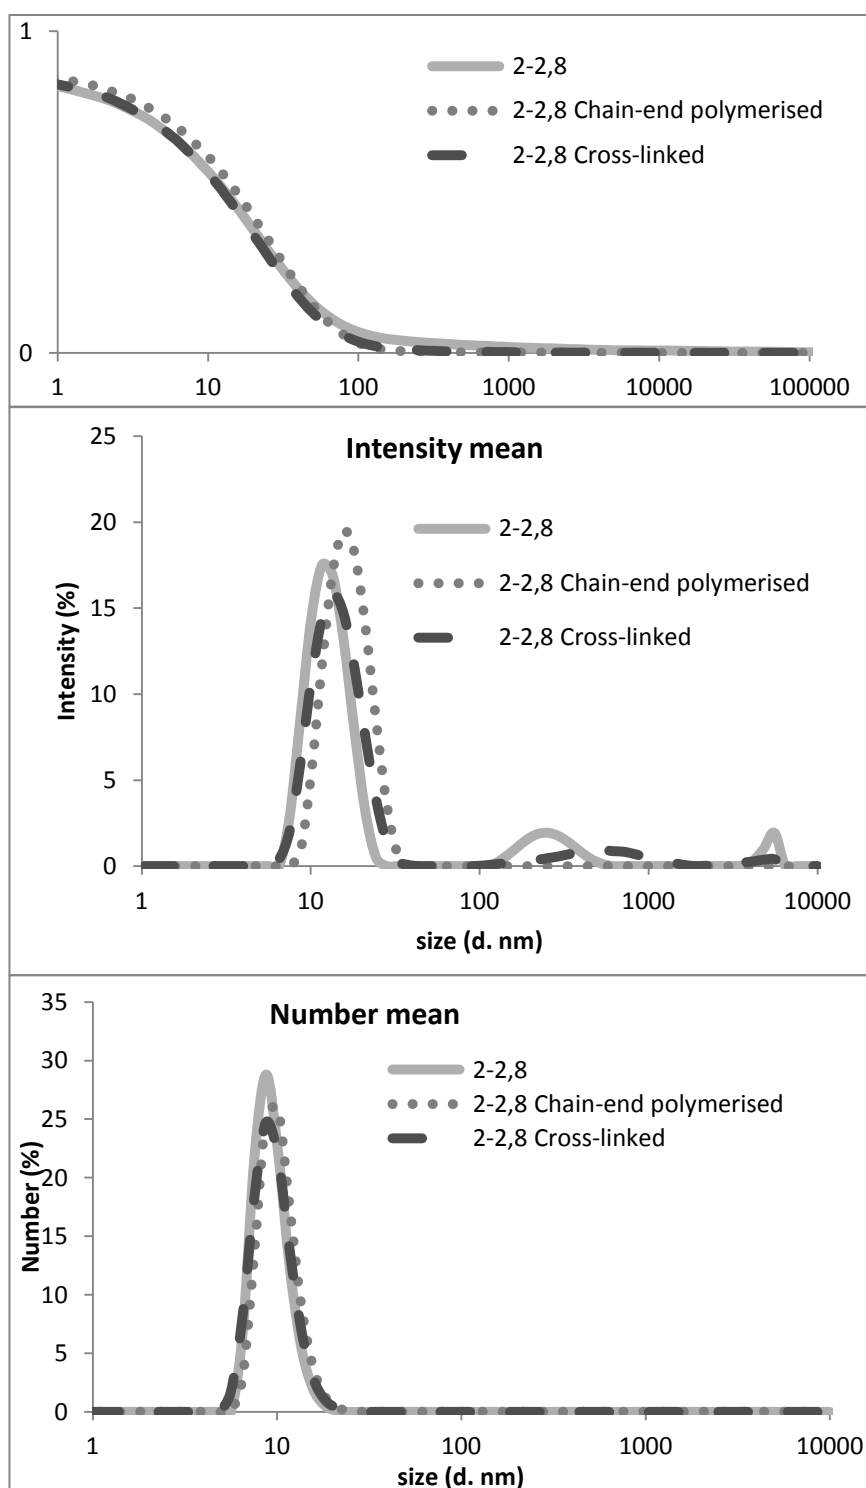 1
2-2,8
2-2,8 Chain-end polymerised
2-2,8 Cross-linked
0
1 10 100 1000 10000 100000
Intensity mean
25
20
15
10
5
0
Intensity (%)
2-2,8
2-2,8 Chain-end polymerised
2-2,8 Cross-linked
1 10 100 1000 10000
size (d. nm)
Number mean
35
30
25
20
15
10
5
0
Number (%)
2-2,8
2-2,8 Chain-end polymerised
2-2,8 Cross-linked
1 10 100 1000 10000
size (d. nm)